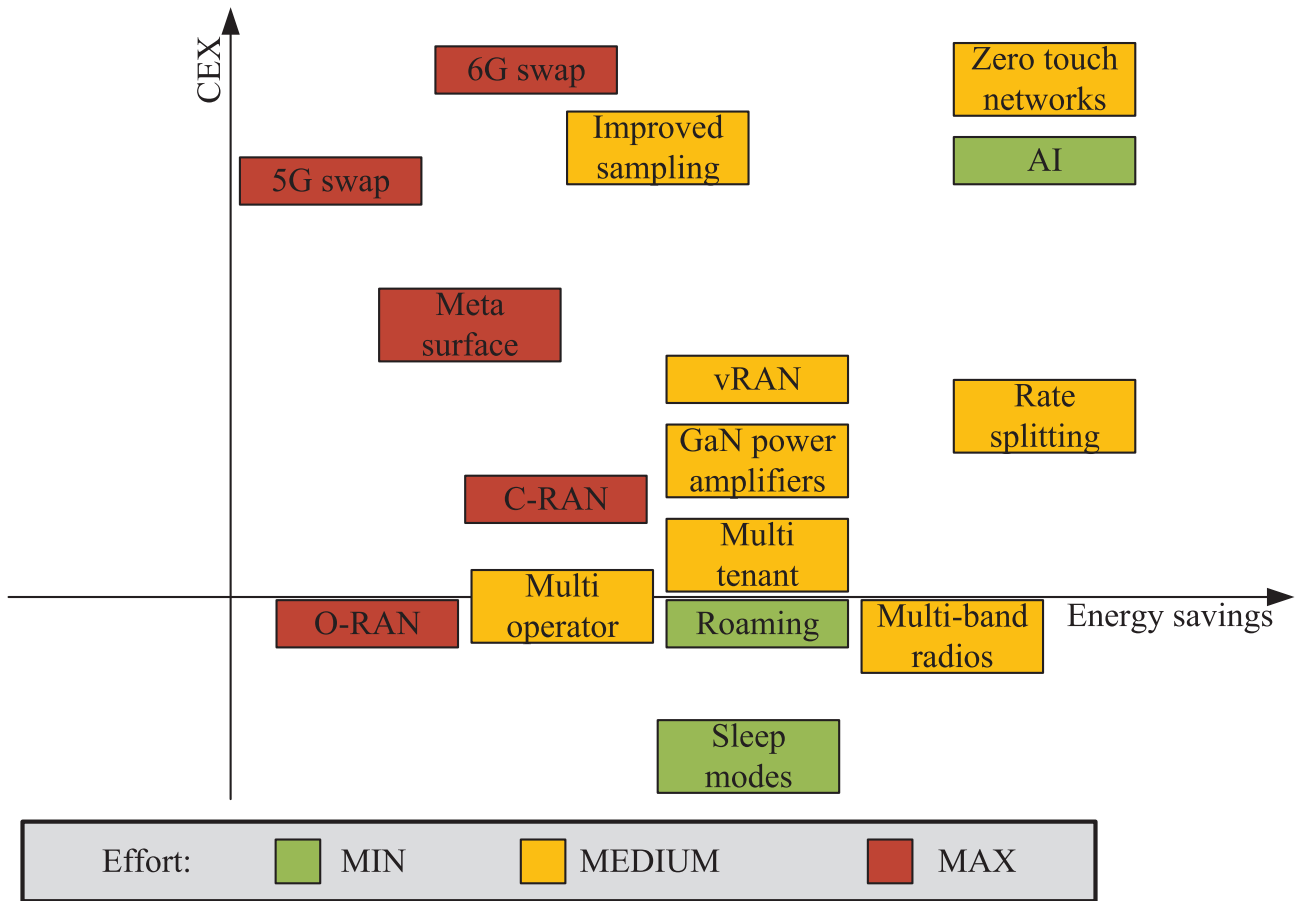 CEX
6G swap
Zero touch
networks
Improved
sampling
AI
5G swap
Meta
surface
vRAN
Rate
splitting
GaN power
amplifiers
C-RAN
Multi
tenant
Multi
operator
O-RAN
Roaming
Multi-band
radios
Energy savings
Sleep
modes
Effort: MIN MEDIUM MAX